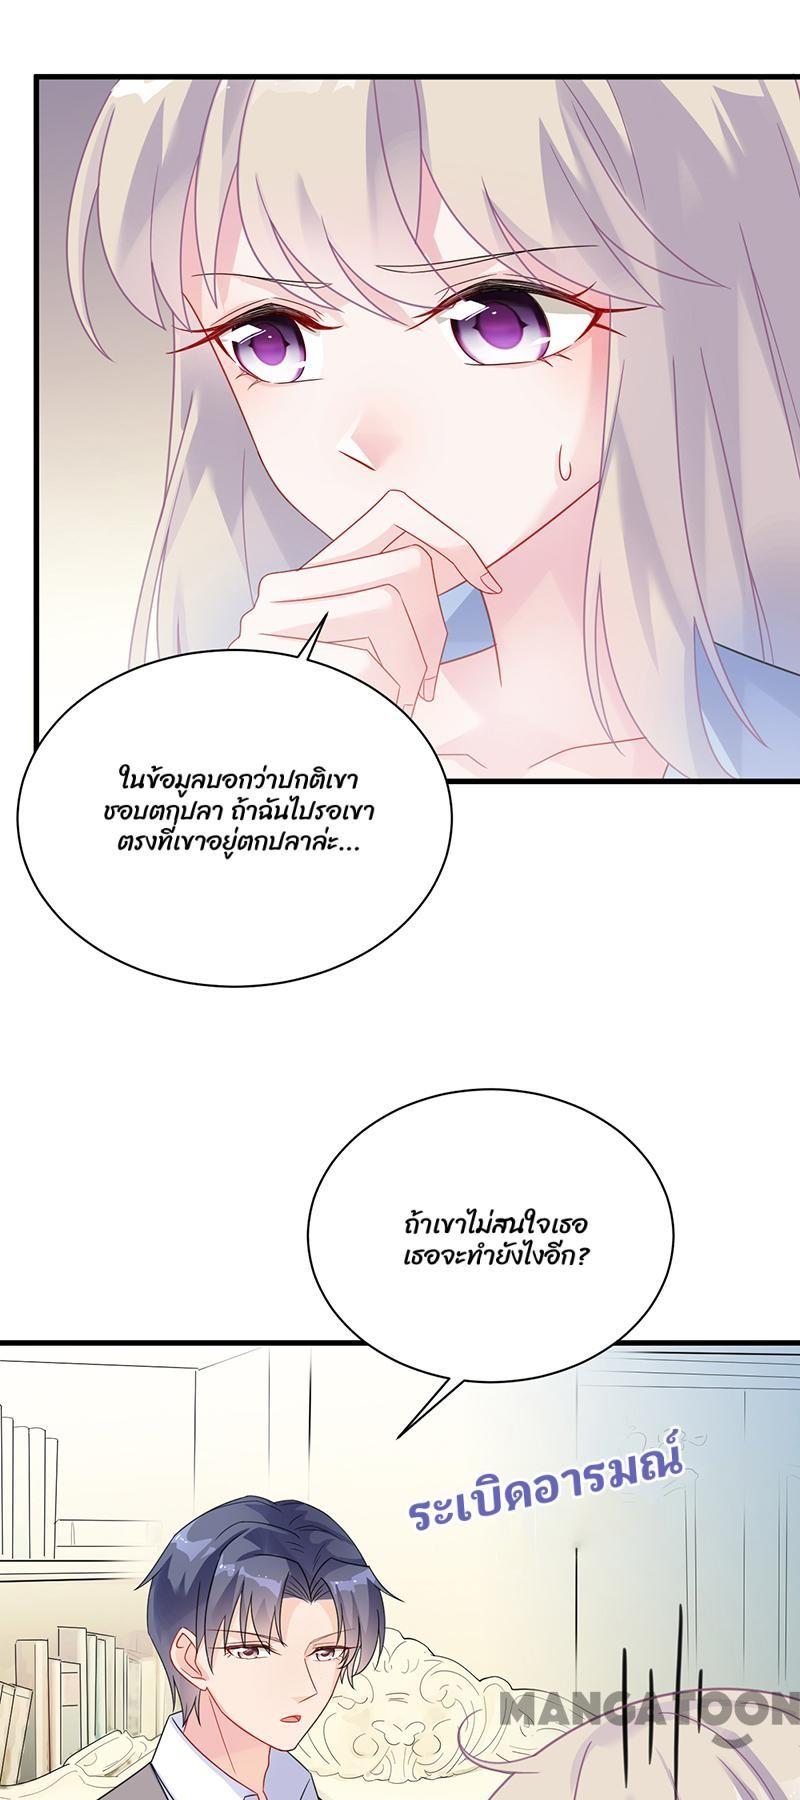 ในข้อมูลบอกว่าปกติเขา
ชอบตกปลา ถ้าฉันไปรอเขา
ตรงที่เขาอยู่ตกปลาล่ะ...
ถ้าเขาไม่สนใจเธอ
เธอจะทำยังไงอีก?
ระเบิดอารมณ์
MANGATOON